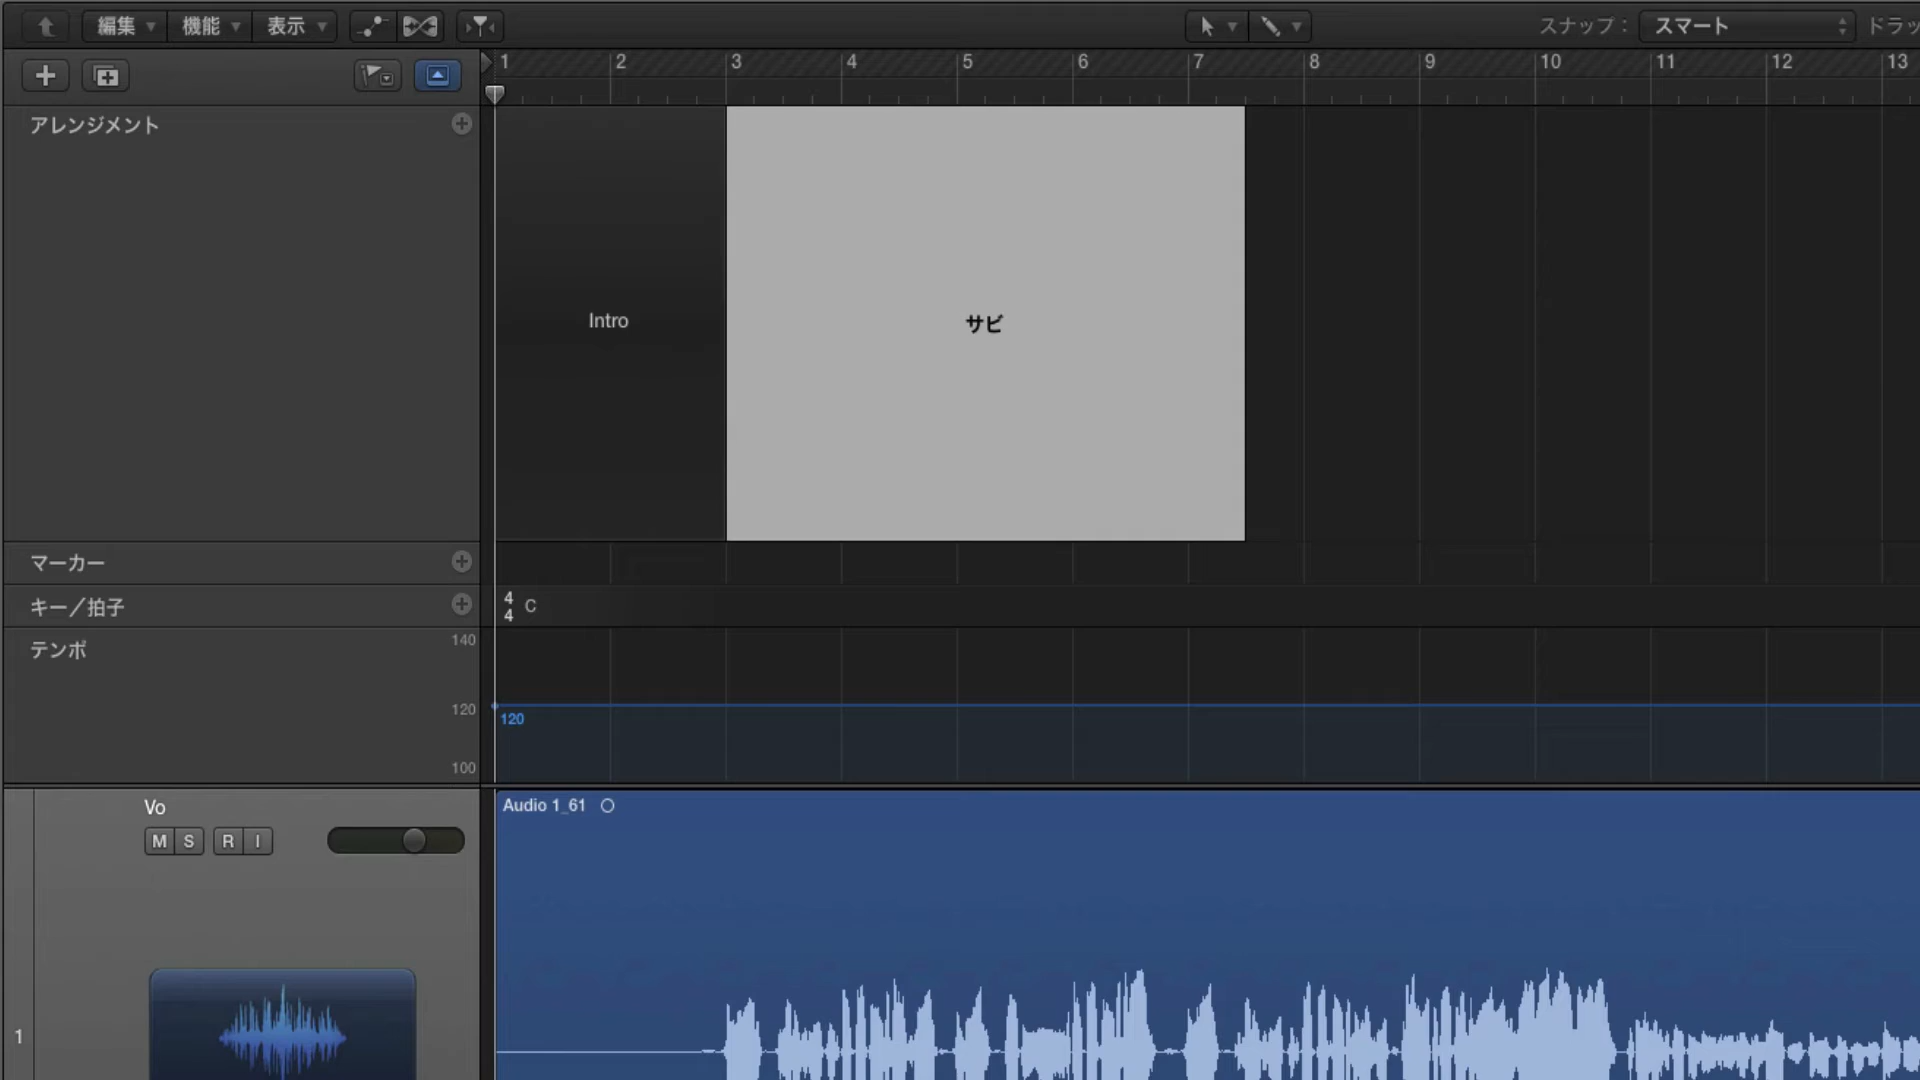 編集 機能 表示 スナップ： スマート ドラッ
1 2 3 4 5 6 7 8 9 10 11 12 13
アレンジメント
Intro サビ
マーカー
キー／拍子 4 4 C
テンポ 140
120 120
100
Vo Audio 1_61
M S R I
1